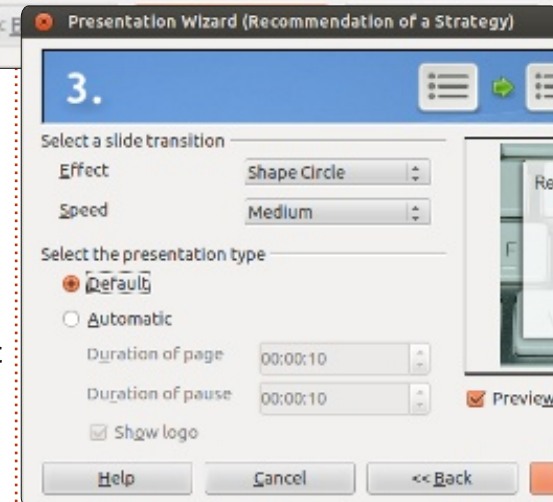 Presentation Wizard (Recommendation of a Strategy)
3.
Select a slide transition
Effect Shape Circle
Speed Medium
Select the presentation type
Default
Automatic
Duration of page 00:00:10
Duration of pause 00:00:10
Show logo
Re
F
Preview
Help Cancel << Back